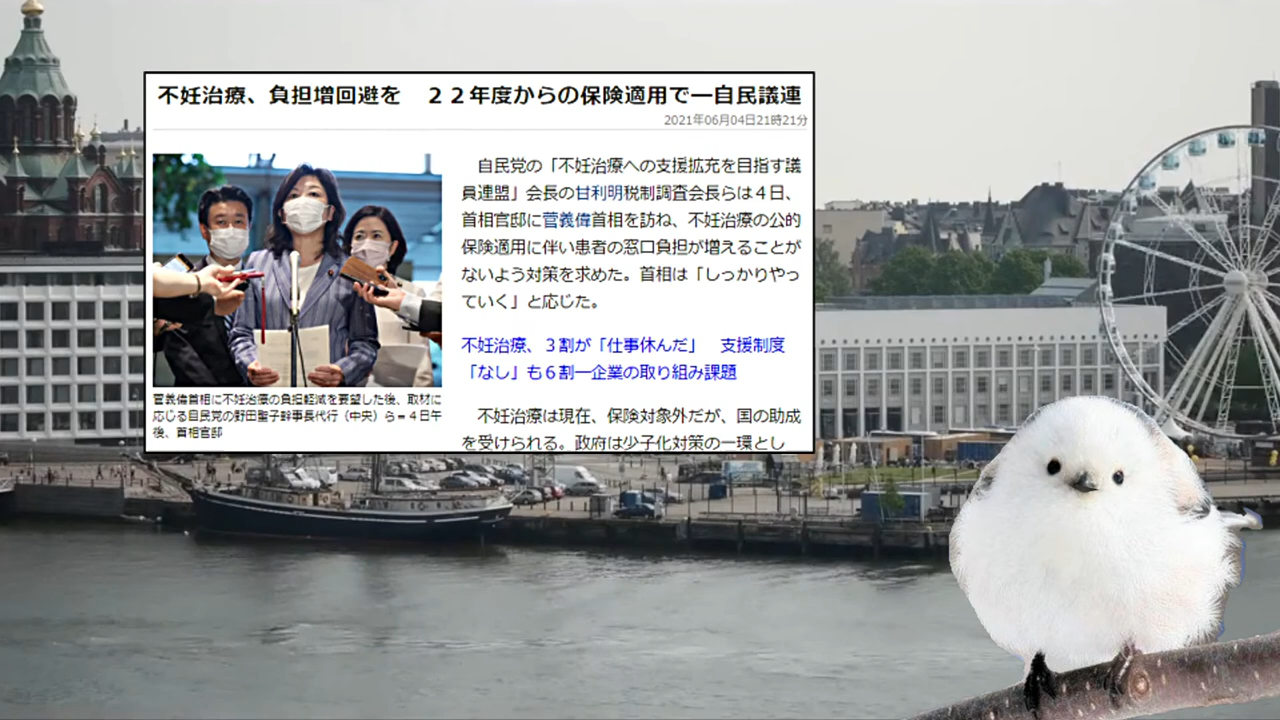 不妊治療、負担増回避を　２２年度からの保険適用で―自民議連
2021年06月04日21時21分
自民党の「不妊治療への支援拡充を目指す議
員連盟」会長の甘利明税制調査会長らは４日、
首相官邸に菅義偉首相を訪ね、不妊治療の公的
保険適用に伴い患者の窓口負担が増えることが
ないよう対策を求めた。首相は「しっかりやっ
ていく」と応じた。
不妊治療、３割が「仕事休んだ」　支援制度
「なし」も６割―企業の取り組み課題
不妊治療は現在、保険対象外だが、国の助成
を受けられる。政府は少子化対策の一環とし
菅義偉首相に不妊治療の負担軽減を要望した後、取材に
応じる自民党の野田聖子幹事長代行（中央）ら＝４日午
後、首相官邸